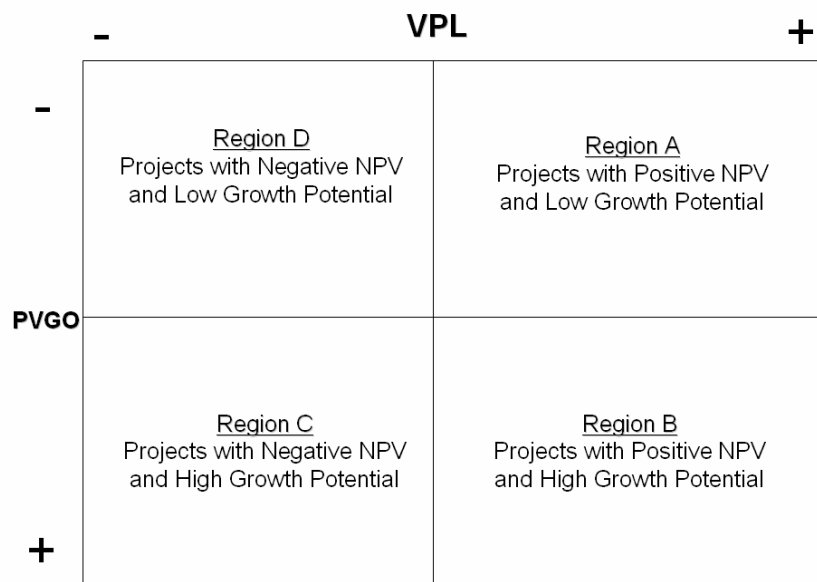 - VPL +
-
Region D
Projects with Negative NPV
and Low Growth Potential
Region A
Projects with Positive NPV
and Low Growth Potential
PVGO
Region C
Projects with Negative NPV
and High Growth Potential
Region B
Projects with Positive NPV
and High Growth Potential
+